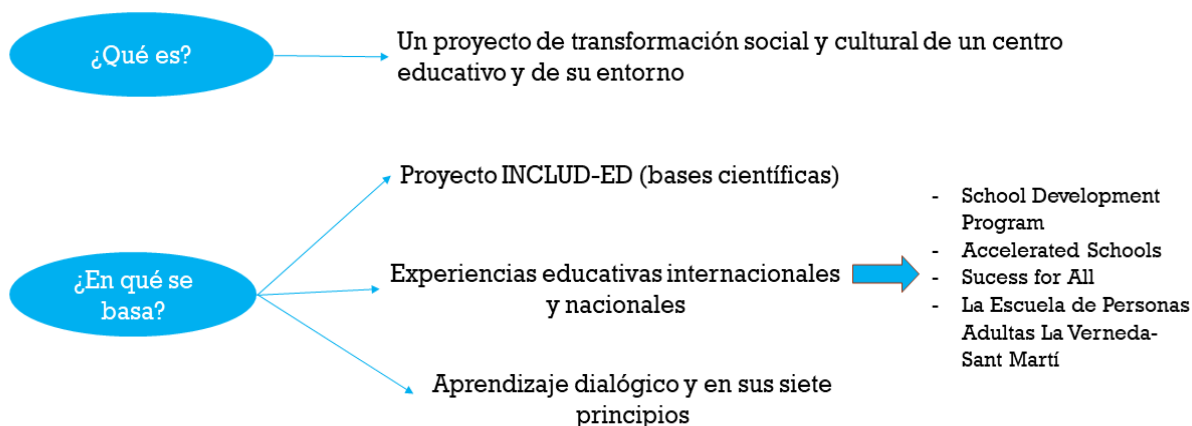 ¿Qué es?
Un proyecto de transformación social y cultural de un centro
educativo y de su entorno
¿En qué se
basa?
Proyecto INCLUD-ED (bases científicas)
Experiencias educativas internacionales
y nacionales
- School Development
Program
- Accelerated Schools
- Sucess for All
- La Escuela de Personas
Adultas La Verneda-
Sant Martí
Aprendizaje dialógico y en sus siete
principios